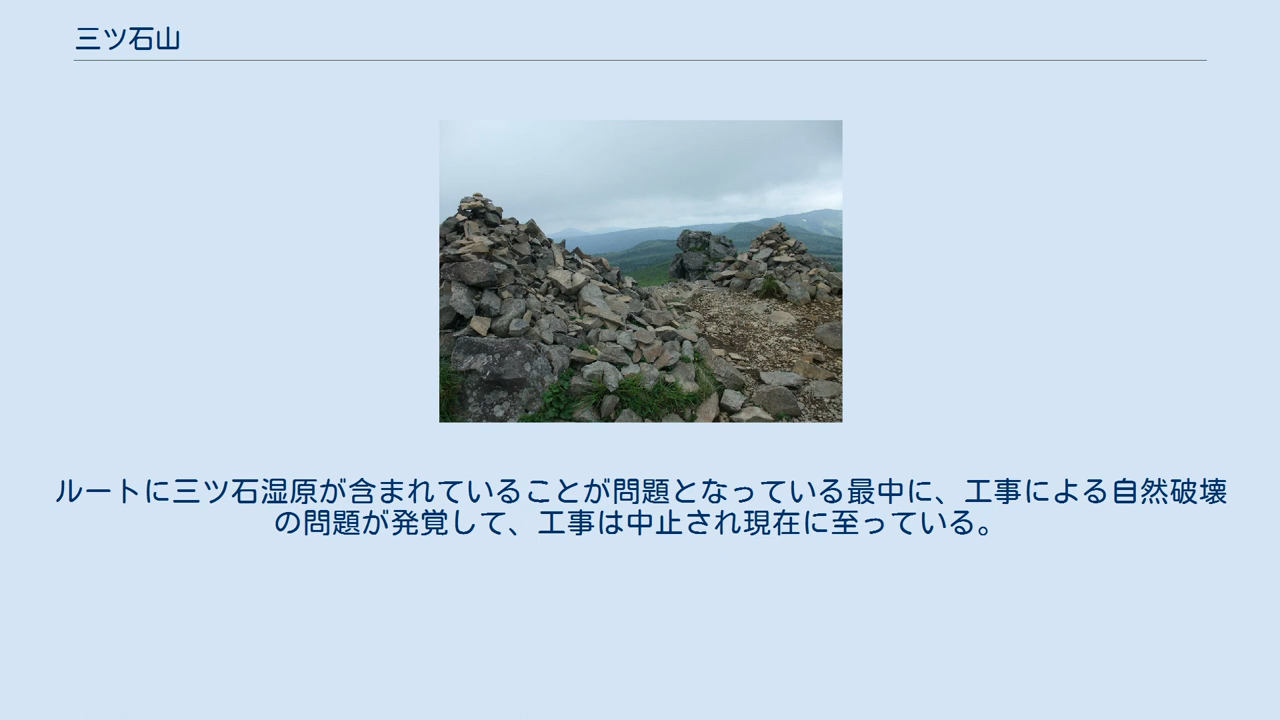 三ツ石山
ルートに三ツ石湿原が含まれていることが問題となっている最中に、工事による自然破壊
の問題が発覚して、工事は中止され現在に至っている。